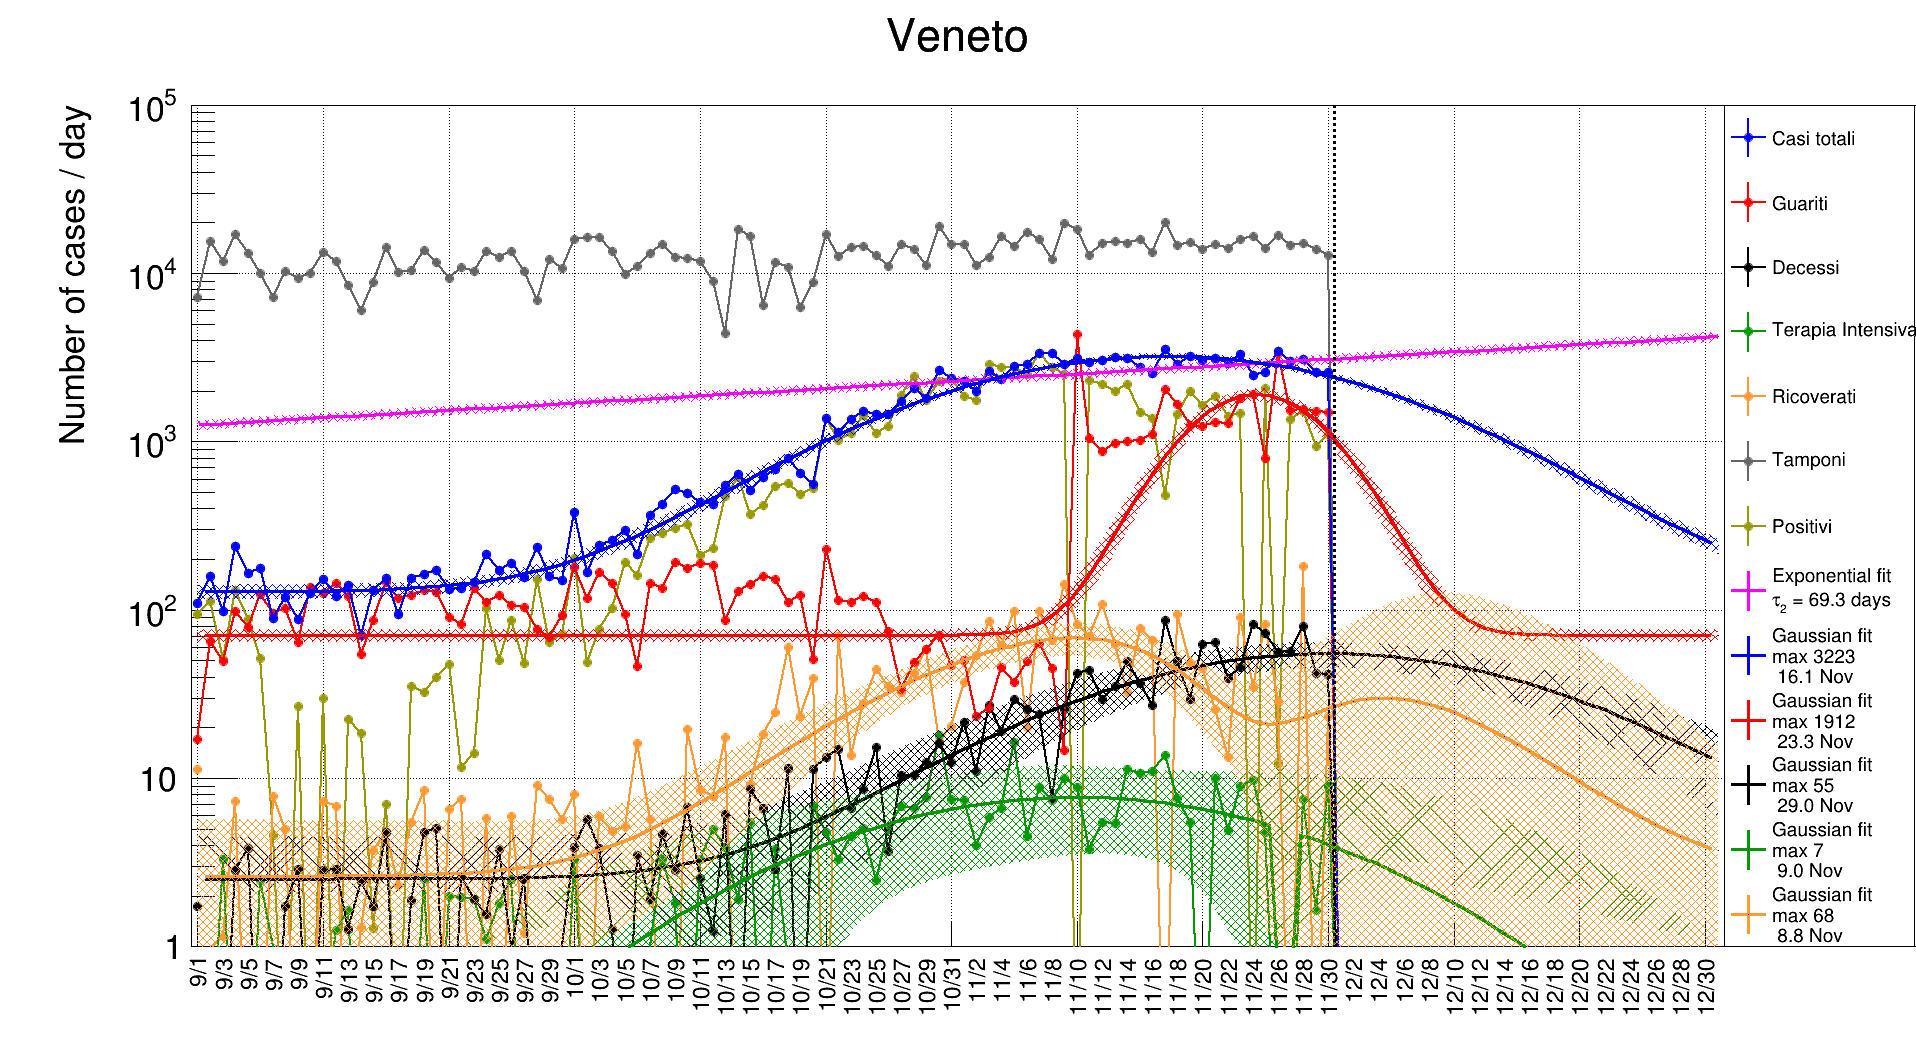 Veneto
Number of cases / day
10^5
10^4
10^3
10^2
10
1
9/1 9/3 9/5 9/7 9/9 9/11 9/13 9/15 9/17 9/19 9/21 9/23 9/25 9/27 9/29 10/1 10/3 10/5 10/7 10/9 10/11 10/13 10/15 10/17 10/19 10/21 10/23 10/25 10/27 10/29 10/31 11/2 11/4 11/6 11/8 11/10 11/12 11/14 11/16 11/18 11/20 11/22 11/24 11/26 11/28 11/30 12/2 12/4 12/6 12/8 12/10 12/12 12/14 12/16 12/18 12/20 12/22 12/24 12/26 12/28 12/30
Casi totali
Guariti
Decessi
Terapia Intensiva
Ricoverati
Tamponi
Positivi
Exponential fit
τ2 = 69.3 days
Gaussian fit
max 3223
16.1 Nov
Gaussian fit
max 1912
23.3 Nov
Gaussian fit
max 55
29.0 Nov
Gaussian fit
max 7
9.0 Nov
Gaussian fit
max 68
8.8 Nov